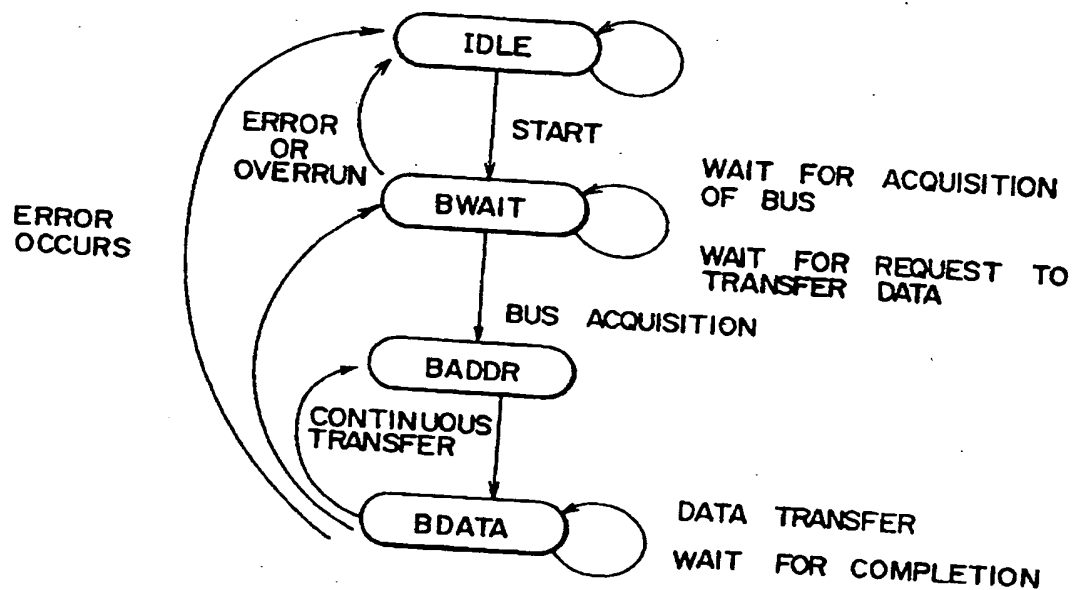 IDLE
START
ERROR
OR
OVERRUN
BWAIT
WAIT FOR ACQUISITION
OF BUS
ERROR
OCCURS
WAIT FOR REQUEST TO
TRANSFER DATA
BUS ACQUISITION
BADDR
CONTINUOUS
TRANSFER
BDATA
DATA TRANSFER
WAIT FOR COMPLETION